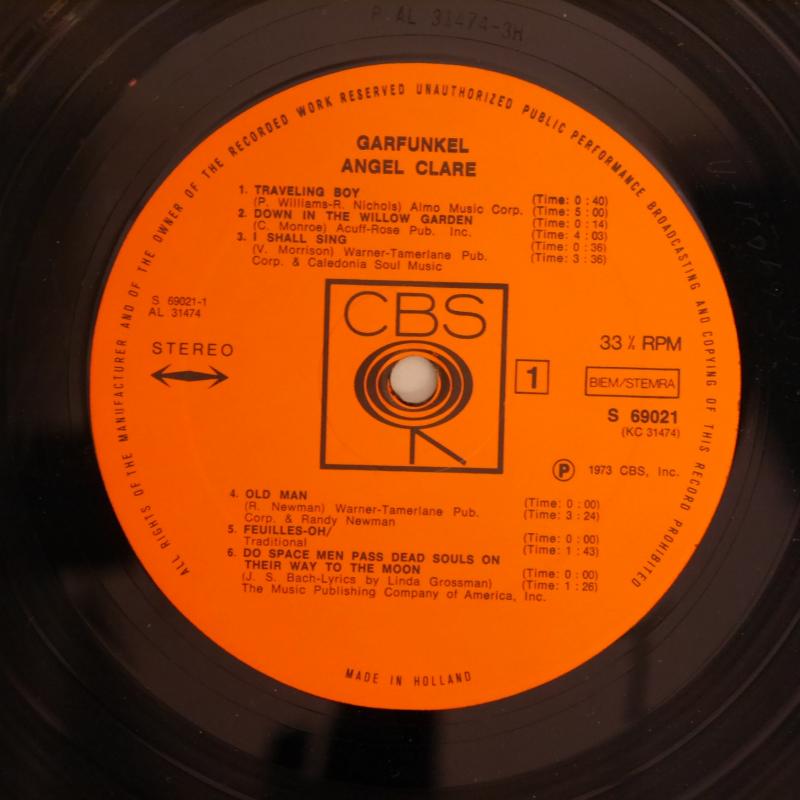 P AL 31474-3H
ALL RIGHTS OF THE MANUFACTURER AND OF THE OWNER OF THE RECORDED WORK RESERVED UNAUTHORIZED PUBLIC PERFORMANCE BROADCASTING AND COPYING OF THIS RECORD PROHIBITED
GARFUNKEL
ANGEL CLARE
1. TRAVELING BOY (Time: 0 : 40)
(P. Williams-R. Nichols) Almo Music Corp. (Time: 5 : 00)
2. DOWN IN THE WILLOW GARDEN (Time: 0 : 14)
(C. Monroe) Acuff-Rose Pub. Inc. (Time: 4 : 03)
3. I SHALL SING (Time: 0 : 36)
(V. Morrison) Warner-Tamerlane Pub. (Time: 3 : 36)
Corp. & Caledonia Soul Music
S 69021-1
AL 31474
STEREO
CBS
33⅓ RPM
1
BIEM/STEMRA
S 69021
(KC 31474)
Ⓟ 1973 CBS, Inc.
4. OLD MAN (Time: 0 : 00)
(R. Newman) Warner-Tamerlane Pub. (Time: 3 : 24)
Corp. & Randy Newman
5. FEUILLES-OH/ (Time: 0 : 00)
Traditional (Time: 1 : 43)
6. DO SPACE MEN PASS DEAD SOULS ON
THEIR WAY TO THE MOON (Time: 0 : 00)
(J. S. Bach-Lyrics by Linda Grossman) (Time: 1 : 26)
The Music Publishing Company of America, Inc.
MADE IN HOLLAND